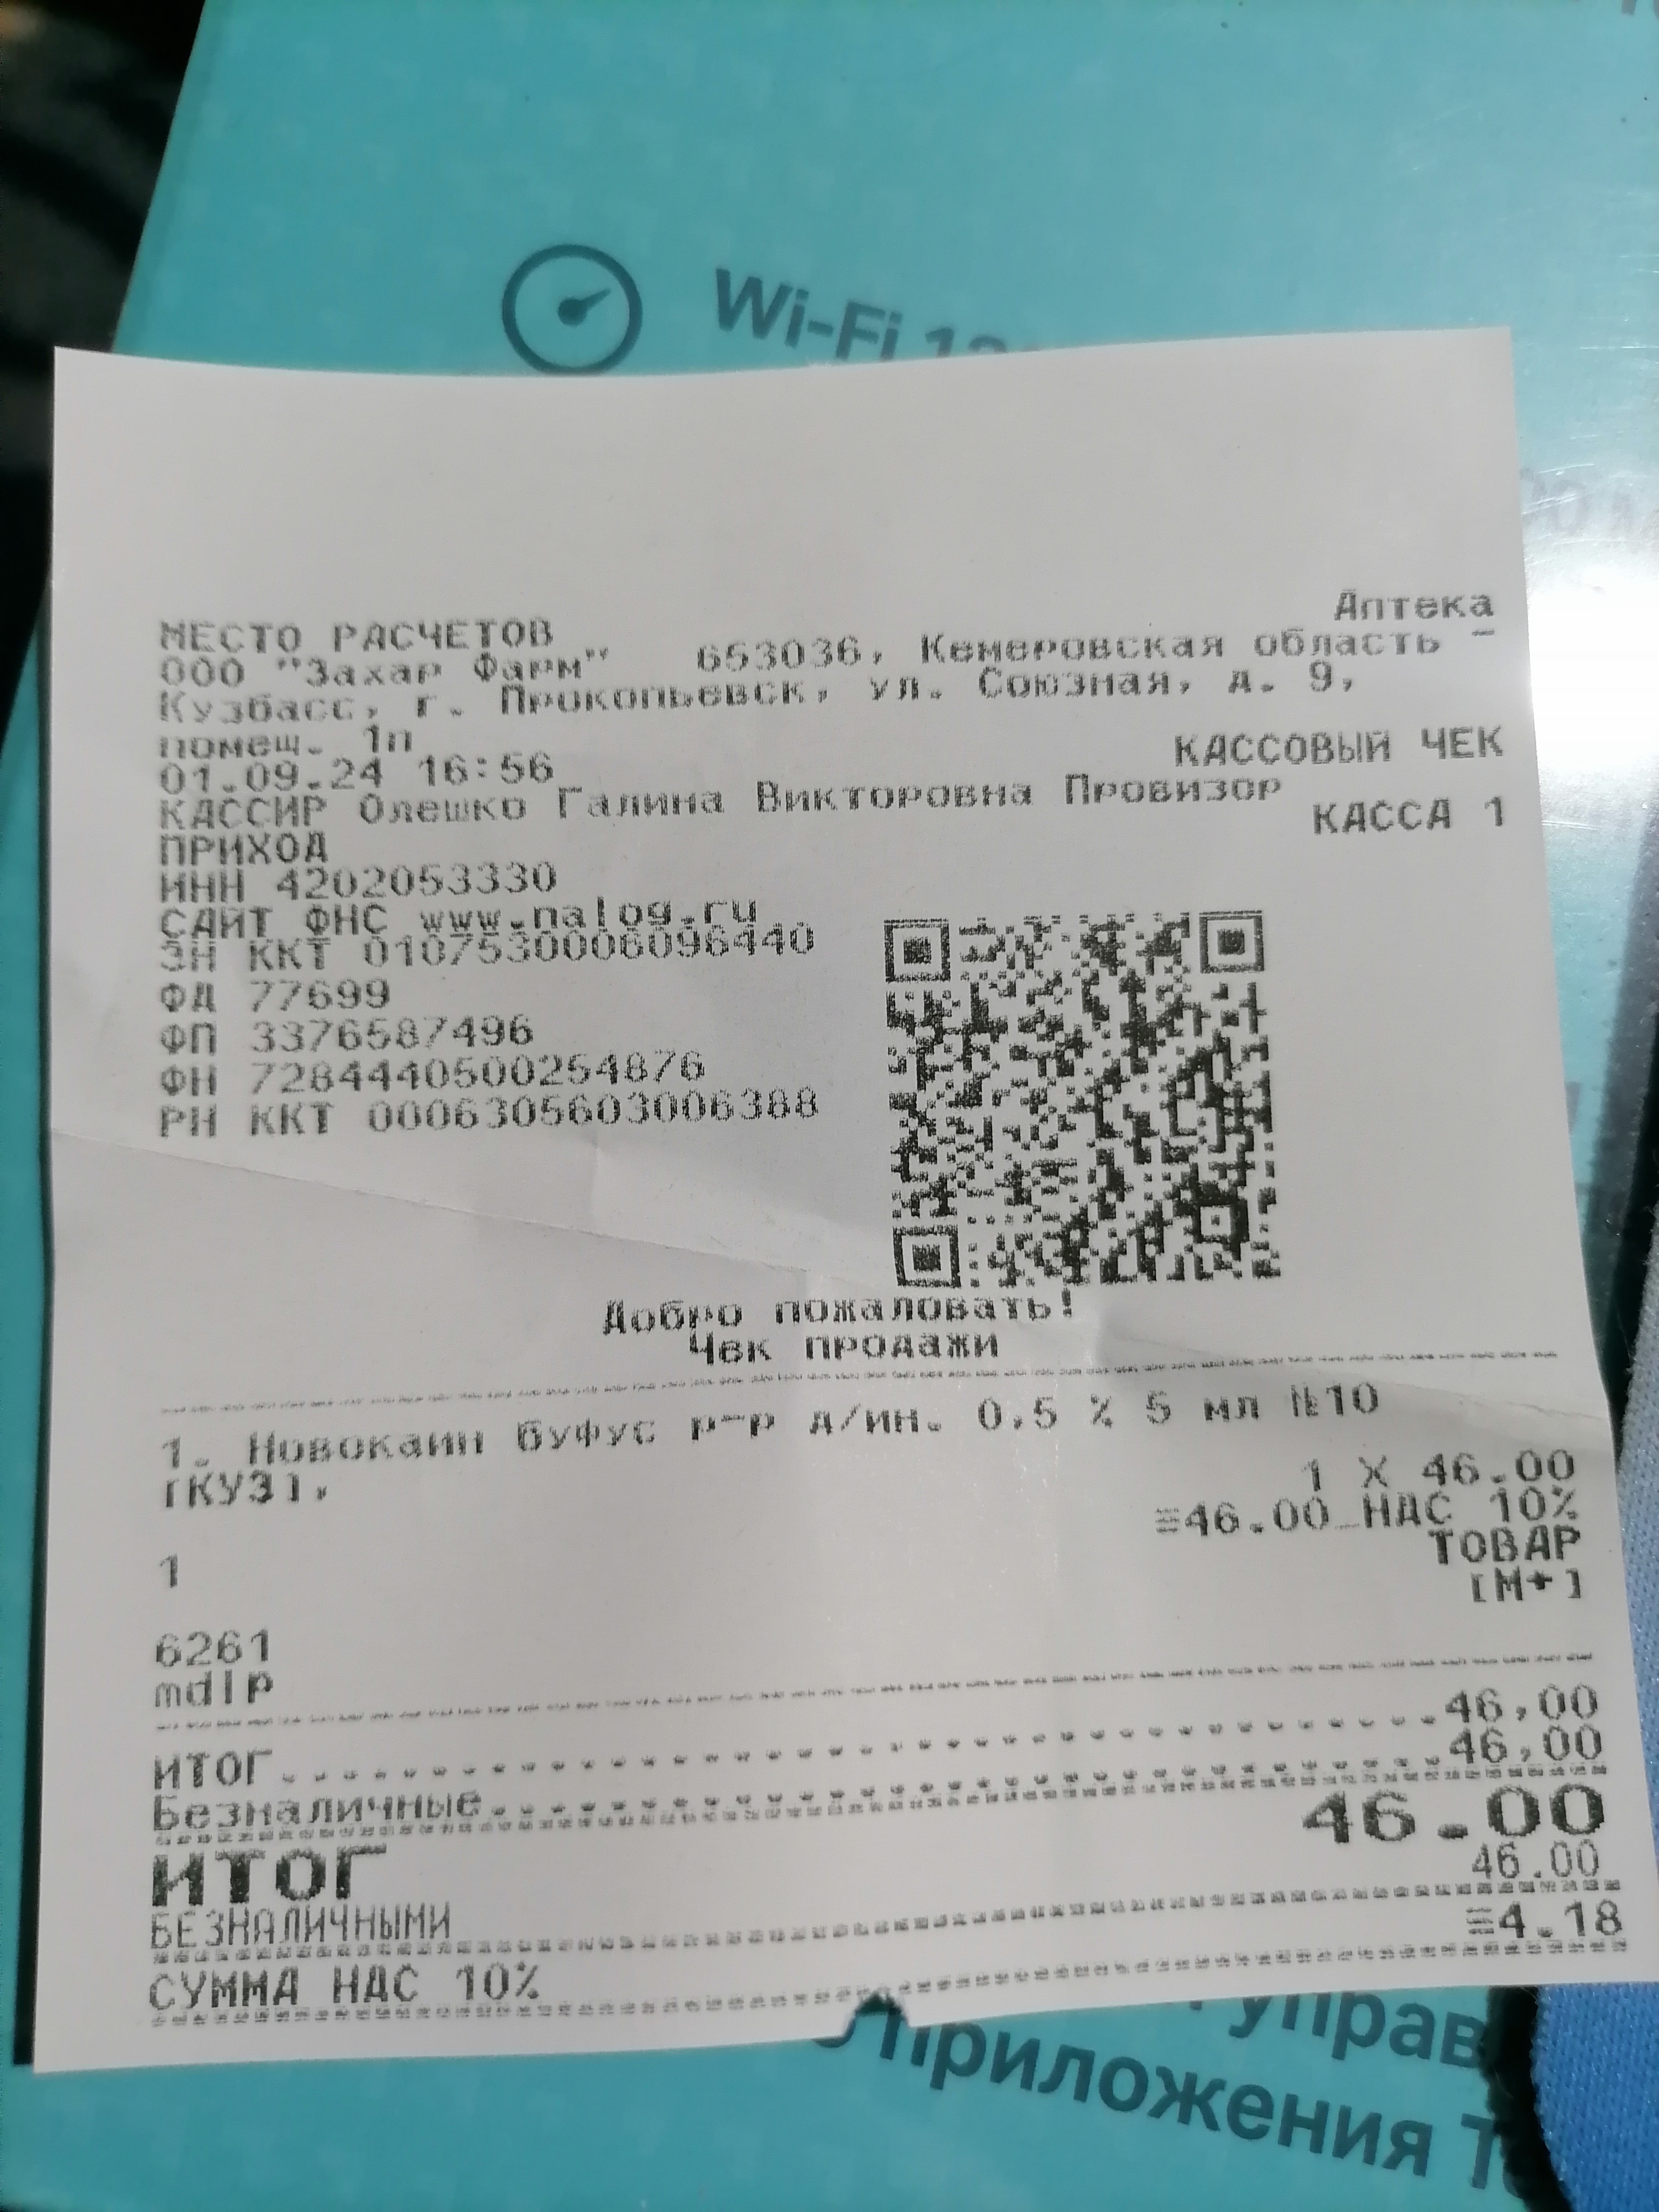 Wi-Fi
МЕСТО РАСЧЕТОВ Аптека
ООО "Захар Фарм" 653036, Кемеровская область -
Кузбасс, г. Прокопьевск, ул. Союзная, д. 9,
помещ. 1п
01.09.24 16:56 КАССОВЫЙ ЧЕК
КАССИР Олешко Галина Викторовна Провизор
ПРИХОД КАССА 1
ИНН 4202053330
САЙТ ФНС www.nalog.ru
ЗН ККТ 0107530006096440
ФД 77699
ФП 3376587496
ФН 7284440500254876
РН ККТ 0006305603006388
Добро пожаловать!
Чек продажи
1. Новокаин буфус р-р д/ин. 0,5 % 5 мл №10
[КУЗ],
1 X 46.00
≡46.00 НДС 10%
1 ТОВАР
[M+]
6261
mdlp
ИТОГ 46,00
Безналичные 46,00
ИТОГ 46.00
БЕЗНАЛИЧНЫМИ 46.00
СУММА НДС 10% ≡4.18
управ
приложения